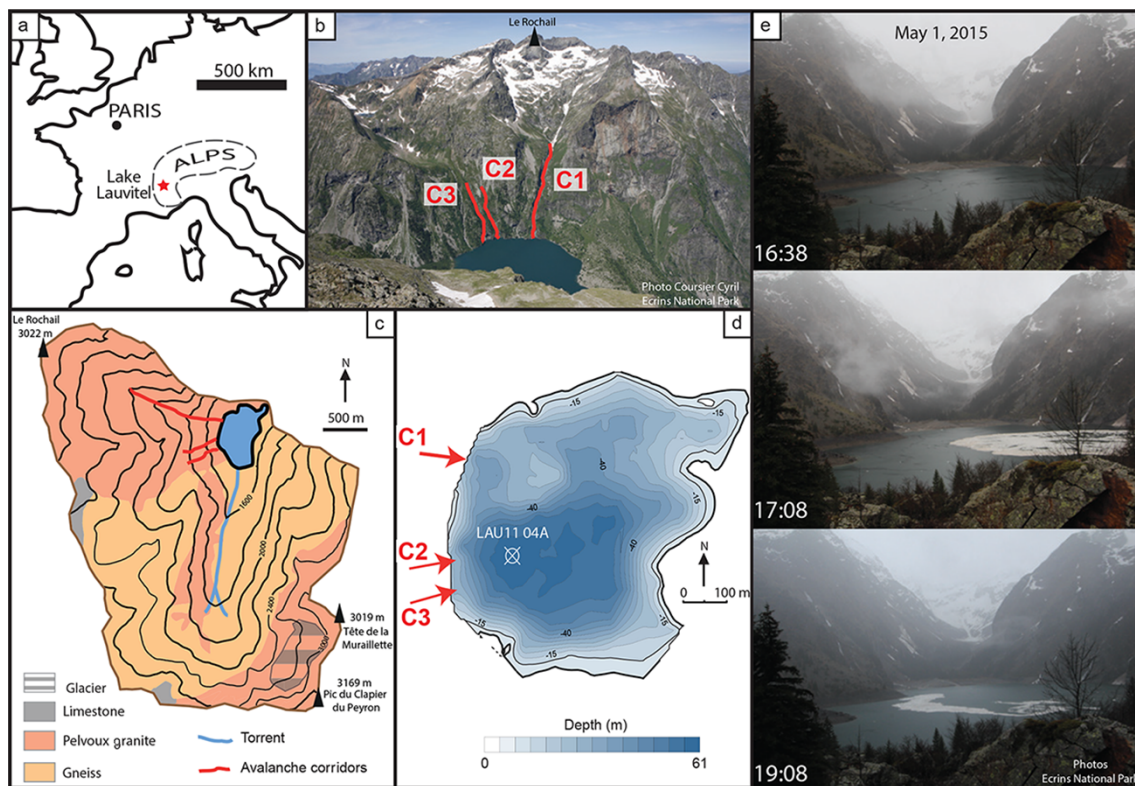 a
500 km
PARIS
ALPS
Lake
Lauvitel
b
Le Rochail
C3
C2
C1
Photo Coursier Cyril
Ecrins National Park
c
Le Rochail
3022 m
N
500 m
1600
2000
2400
3000
3019 m
Tête de la
Muraillette
3169 m
Pic du Clapier
du Peyron
Glacier
Limestone
Pelvoux granite
Gneiss
Torrent
Avalanche corridors
d
-15
-15
-40
-15
-40
-40
-40
-15
-15
C1
C2
C3
LAU11 04A
N
0 100 m
Depth (m)
0 61
e
May 1, 2015
16:38
17:08
19:08
Photos
Ecrins National Park